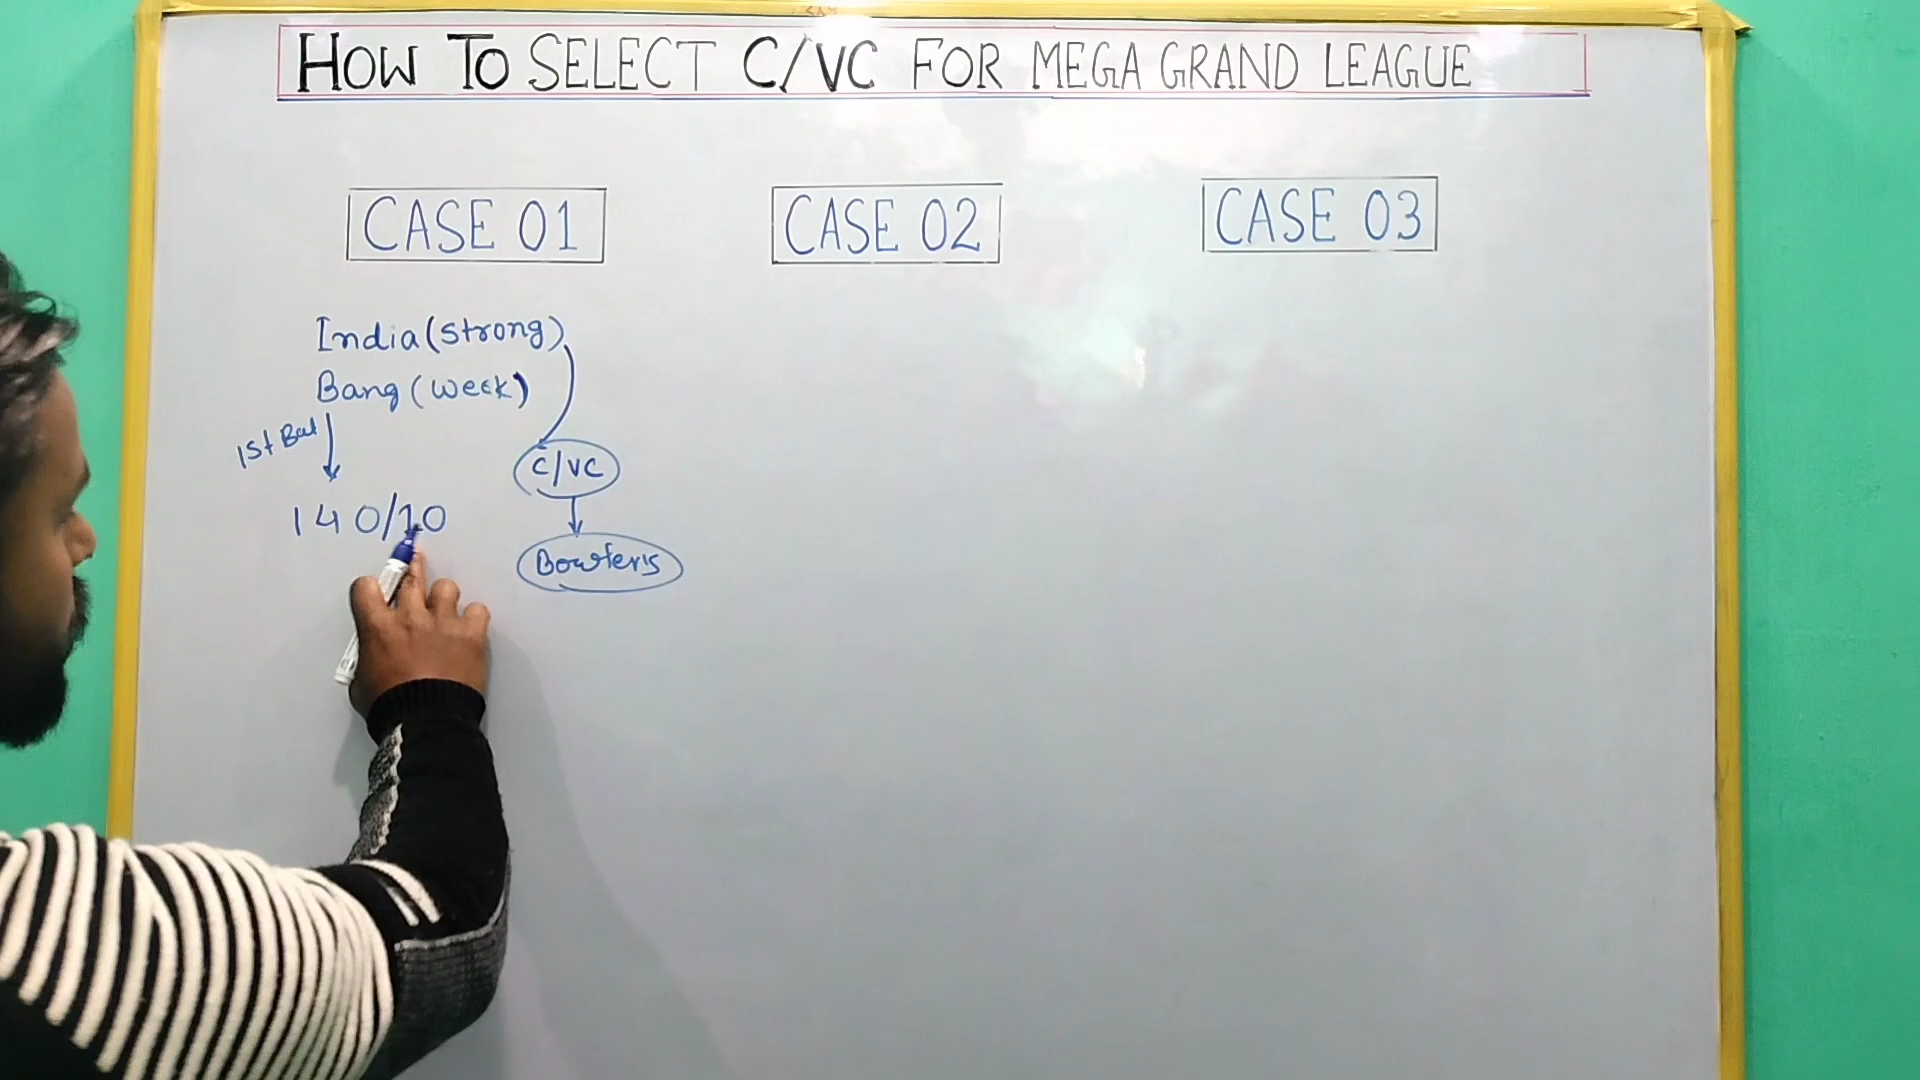 HOW TO SELECT C/VC FOR MEGA GRAND LEAGUE
CASE 01
CASE 02
CASE 03
India (strong)
Bang (week)
1st Bat
C/VC
140/10
Bowlers